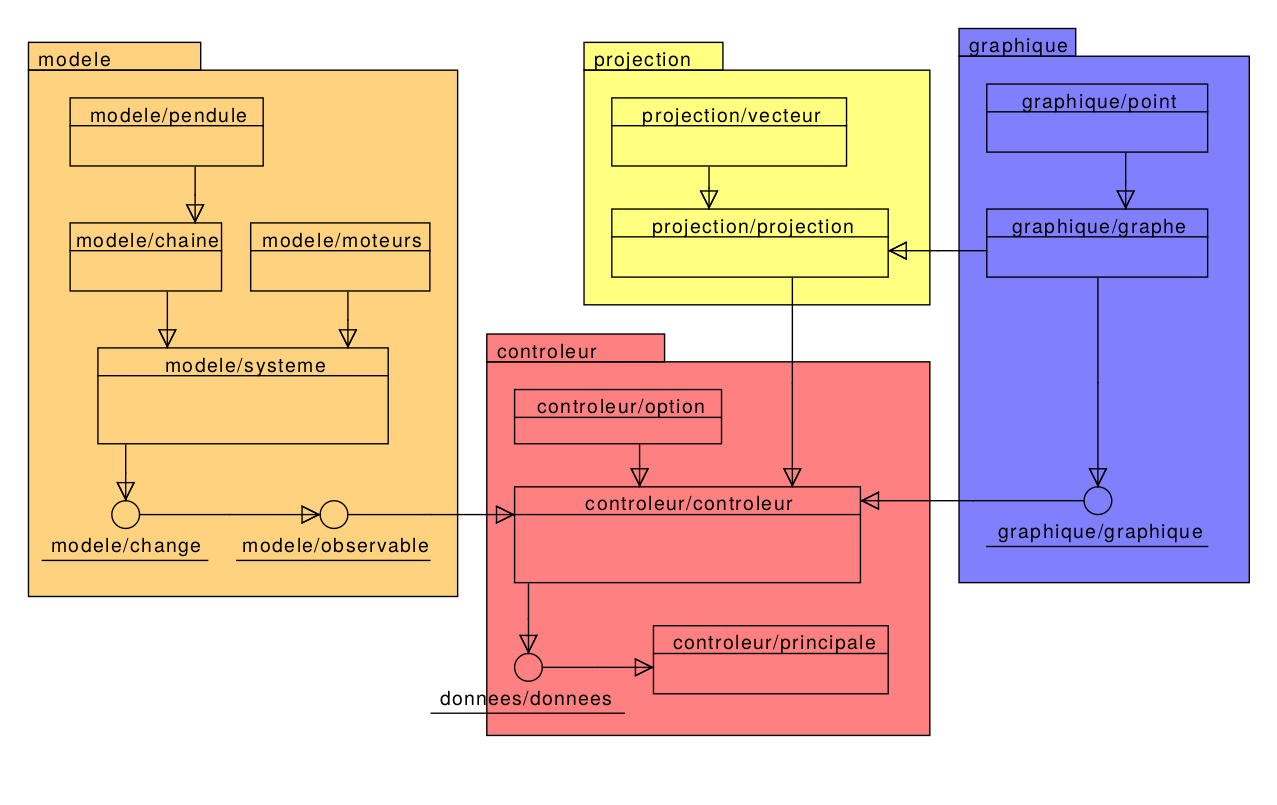 modele
modele/pendule
modele/chaine
modele/moteurs
modele/systeme
modele/change
modele/observable
projection
projection/vecteur
projection/projection
graphique
graphique/point
graphique/graphe
graphique/graphique
controleur
controleur/option
controleur/controleur
controleur/principale
donnees/donnees